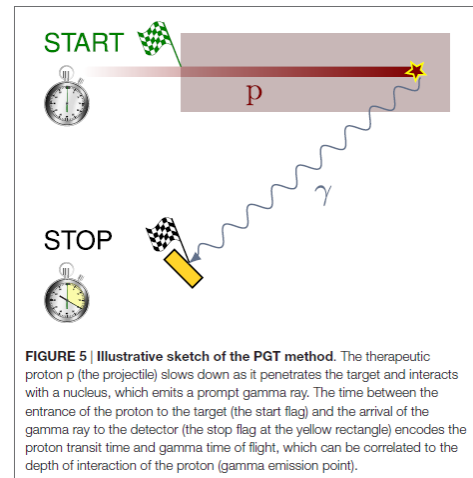 START
p
γ
STOP
FIGURE 5 | Illustrative sketch of the PGT method. The therapeutic
proton p (the projectile) slows down as it penetrates the target and interacts
with a nucleus, which emits a prompt gamma ray. The time between the
entrance of the proton to the target (the start flag) and the arrival of the
gamma ray to the detector (the stop flag at the yellow rectangle) encodes the
proton transit time and gamma time of flight, which can be correlated to the
depth of interaction of the proton (gamma emission point).